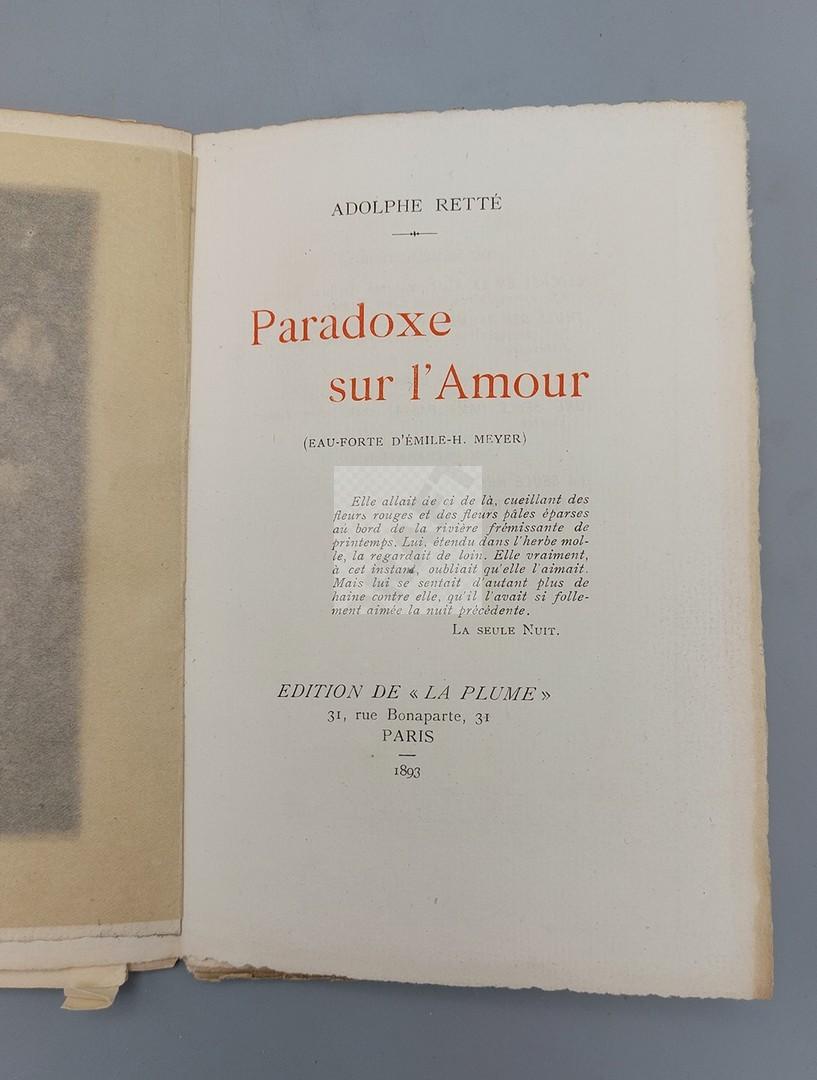 ADOLPHE RETTÉ
Paradoxe
sur l'Amour
(EAU-FORTE D'ÉMILE-H. MEYER)
Elle allait de ci de là, cueillant des
fleurs rouges et des fleurs pâles éparses
au bord de la rivière frémissante de
printemps. Lui, étendu dans l'herbe mol-
le, la regardait de loin. Elle vraiment,
à cet instant, oubliait qu'elle l'aimait.
Mais lui se sentait d'autant plus de
haine contre elle, qu'il l'avait si folle-
ment aimée la nuit précédente.
LA SEULE NUIT.
EDITION DE « LA PLUME »
31, rue Bonaparte, 31
PARIS
1893